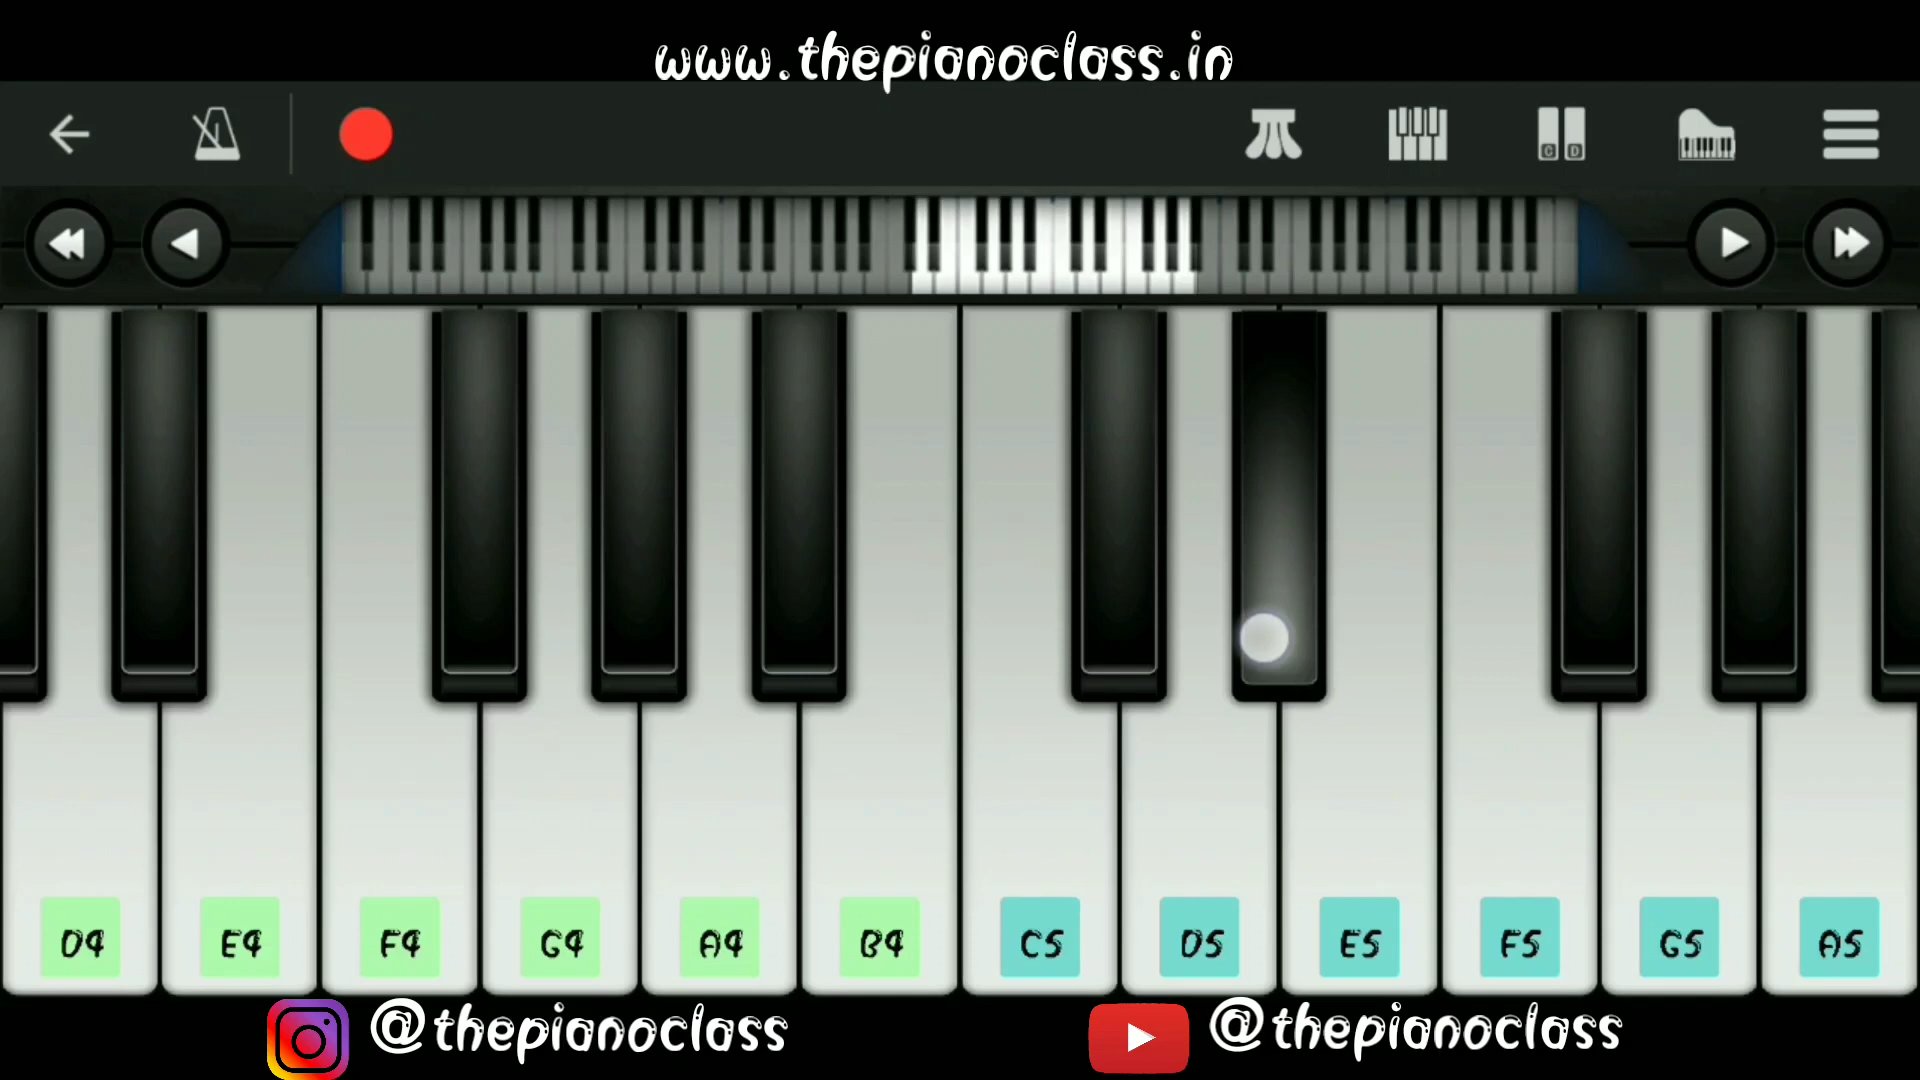 www.thepianoclass.in
C D
D4 E4 F4 G4 A4 B4 C5 D5 E5 F5 G5 A5
@thepianoclass @thepianoclass